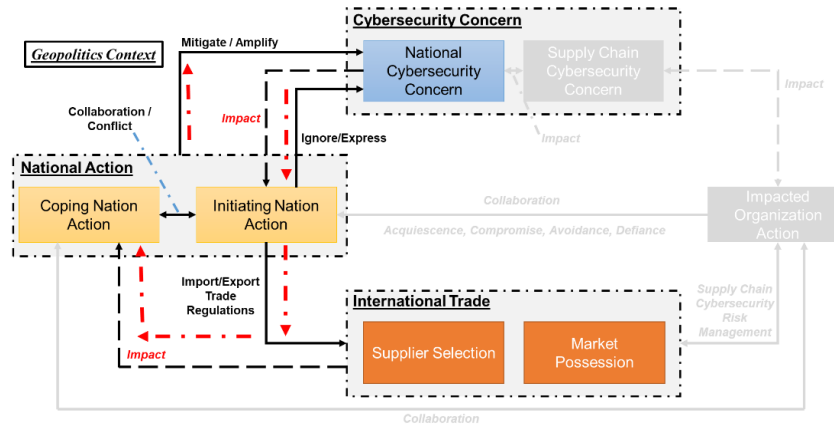 Cybersecurity Concern
Mitigate / Amplify
Geopolitics Context
National
Cybersecurity
Concern
Supply Chain
Cybersecurity
Concern
Impact
Collaboration /
Conflict
Impact
Impact
Ignore/Express
National Action
Coping Nation
Action
Initiating Nation
Action
Collaboration
Acquiescence, Compromise, Avoidance, Defiance
Impacted
Organization
Action
Import/Export
Trade
Regulations
International Trade
Supply Chain
Cybersecurity
Risk
Management
Supplier Selection
Market
Possession
Impact
Collaboration